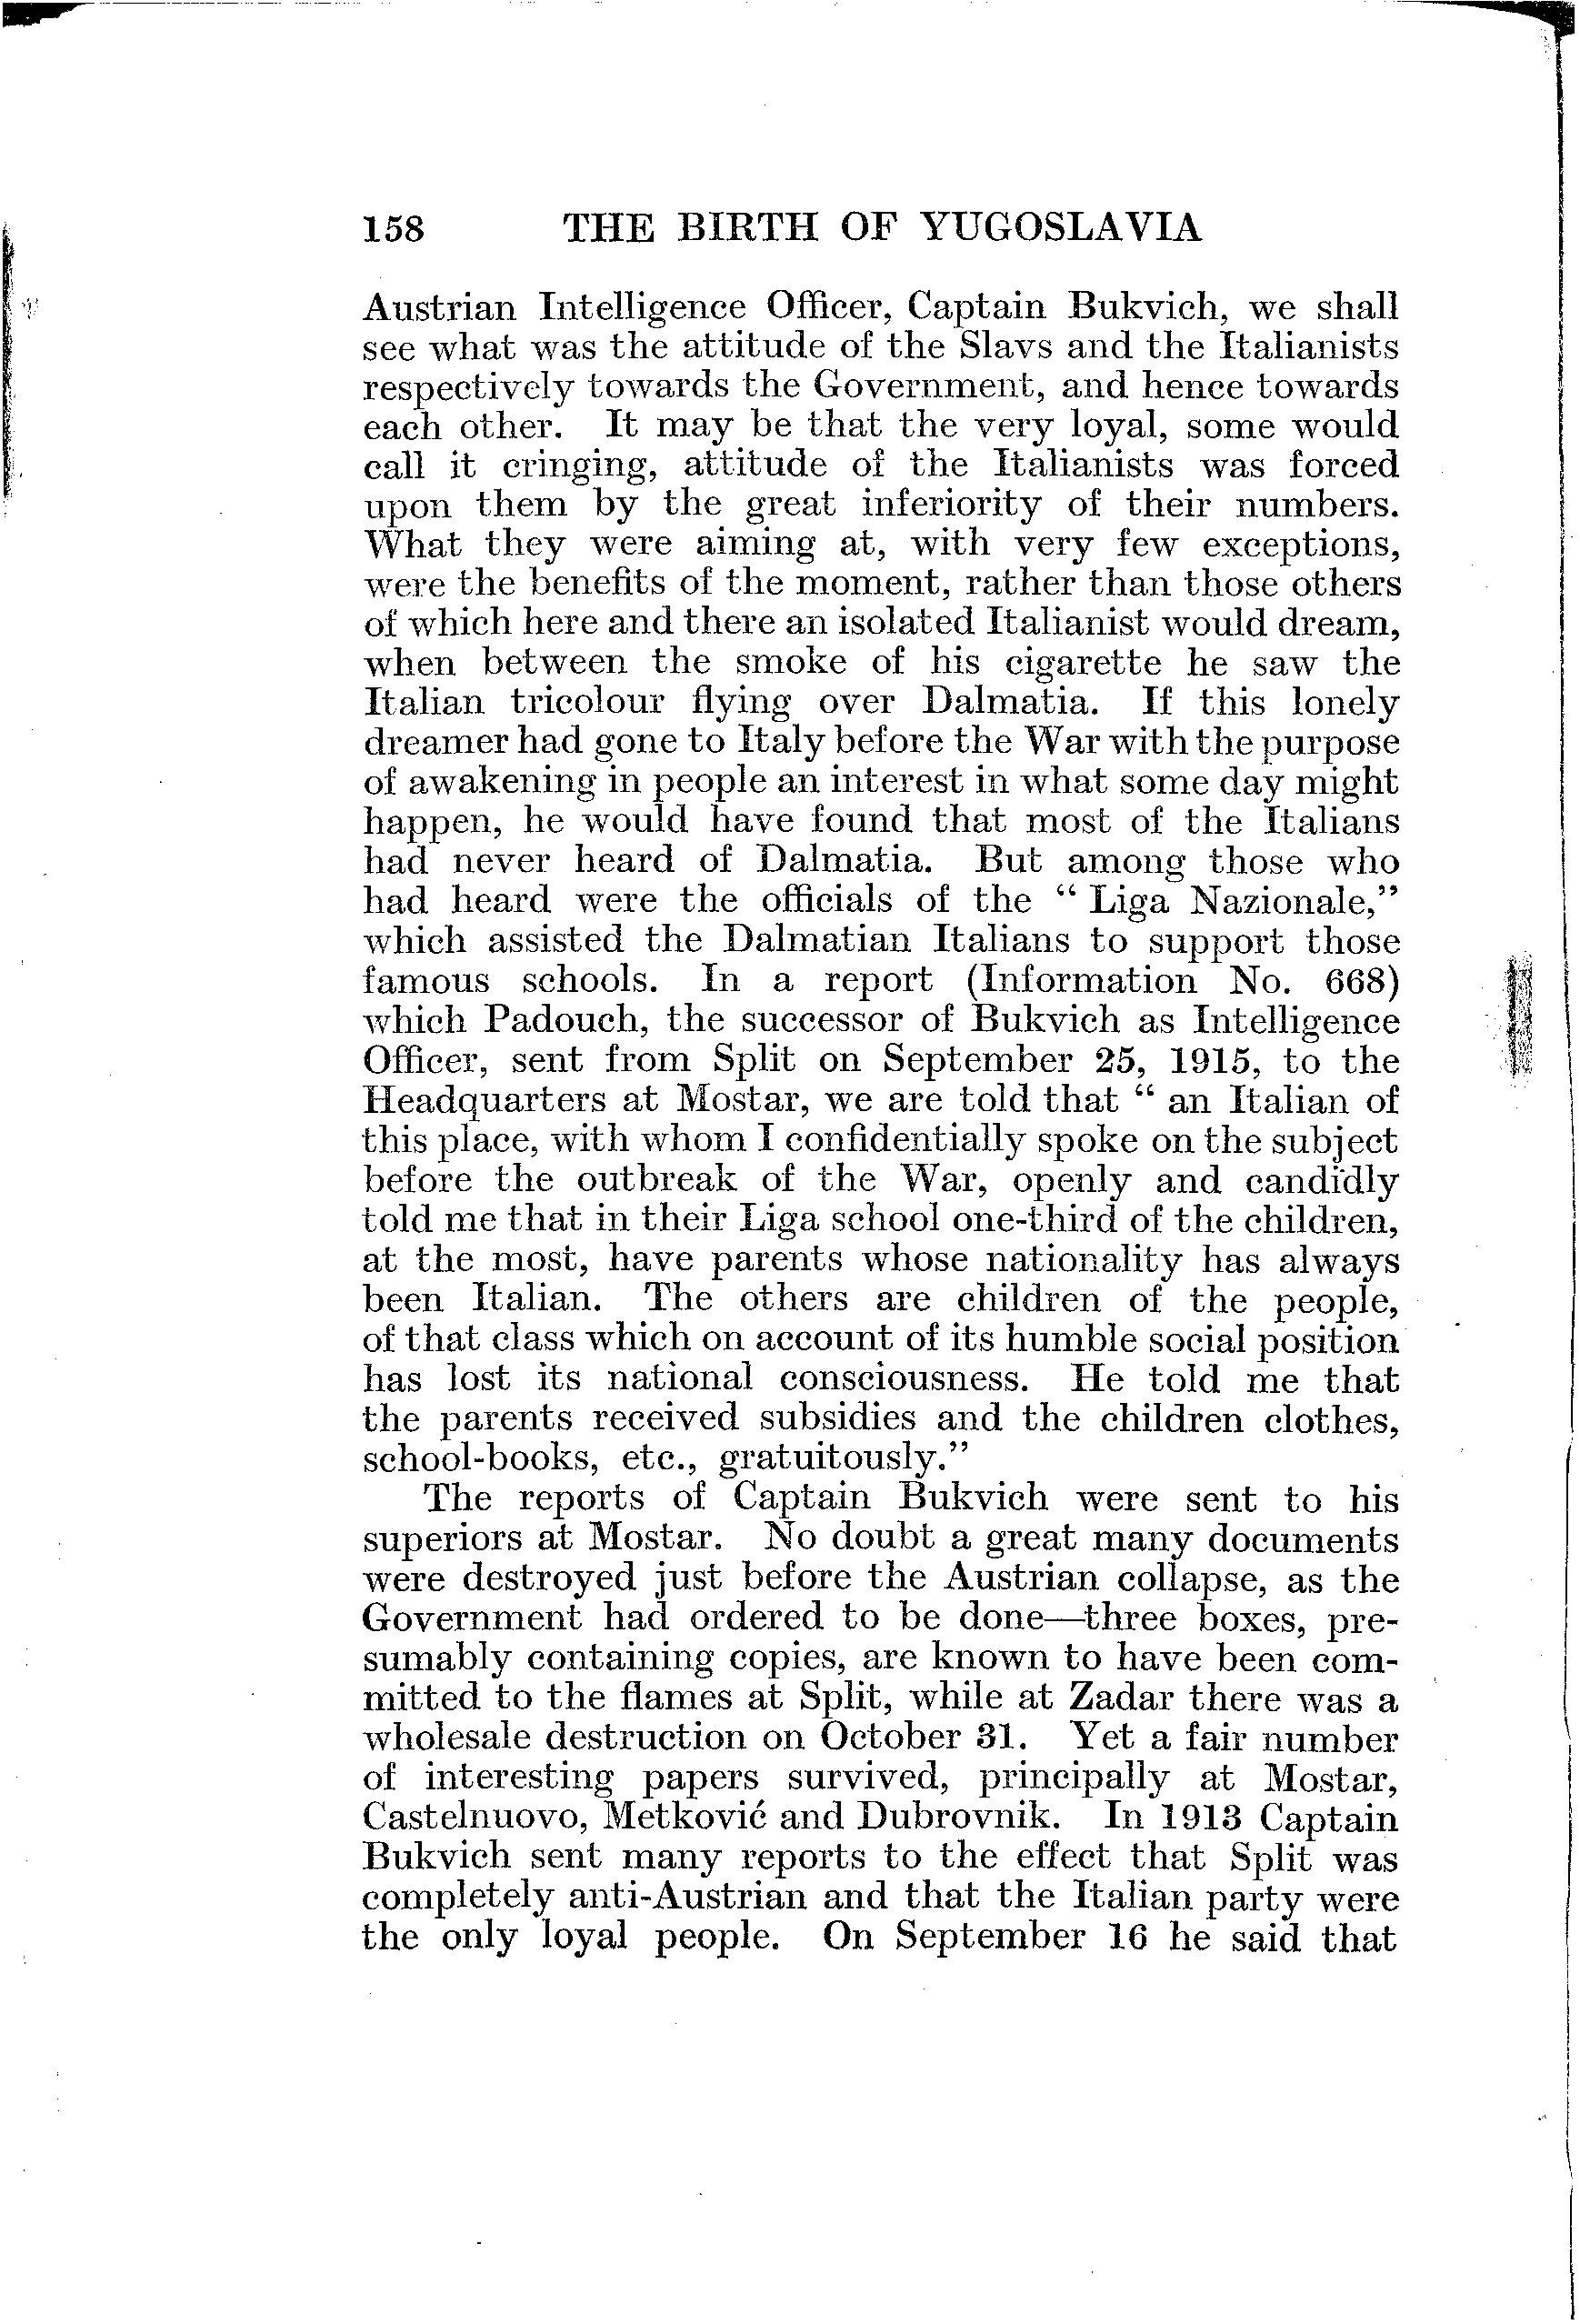 158 THE BIRTH OF YUGOSLAVIA
Austrian Intelligence Officer, Captain Bukvich, we shall
see what was the attitude of the Slavs and the Italianists
respectively towards the Government, and hence towards
each other. It may be that the very loyal, some would
call it cringing, attitude of the Italianists was forced
upon them by the great inferiority of their numbers.
What they were aiming at, with very few exceptions,
were the benefits of the moment, rather than those others
of which here and there an isolated Italianist would dream,
when between the smoke of his cigarette he saw the
Italian tricolour flying over Dalmatia. If this lonely
dreamer had gone to Italy before the War with the purpose
of awakening in people an interest in what some day might
happen, he would have found that most of the Italians
had never heard of Dalmatia. But among those who
had heard were the officials of the “ Liga Nazionale,”
which assisted the Dalmatian Italians to support those
famous schools. In a report (Information No. 668)
which Padouch, the successor of Bukvich as Intelligence
Officer, sent from Split on September 25, 1915, to the
Headquarters at Mostar, we are told that “ an Italian of
this place, with whom I confidentially spoke on the subject
before the outbreak of the War, openly and candidly
told me that in their Liga school one-third of the children,
at the most, have parents whose nationality has always
been Italian. The others are children of the people,
of that class which on account of its humble social position
has lost its national consciousness. He told me that
the parents received subsidies and the children clothes,
school-books, etc., gratuitously.”
The reports of Captain Bukvich were sent to his
superiors at Mostar. No doubt a great many documents
were destroyed just before the Austrian collapse, as the
Government had ordered to be done—three boxes, pre-
sumably containing copies, are known to have been com-
mitted to the flames at Split, while at Zadar there was a
wholesale destruction on October 31. Yet a fair number
of interesting papers survived, principally at Mostar,
Castelnuovo, Metković and Dubrovnik. In 1913 Captain
Bukvich sent many reports to the effect that Split was
completely anti-Austrian and that the Italian party were
the only loyal people. On September 16 he said that